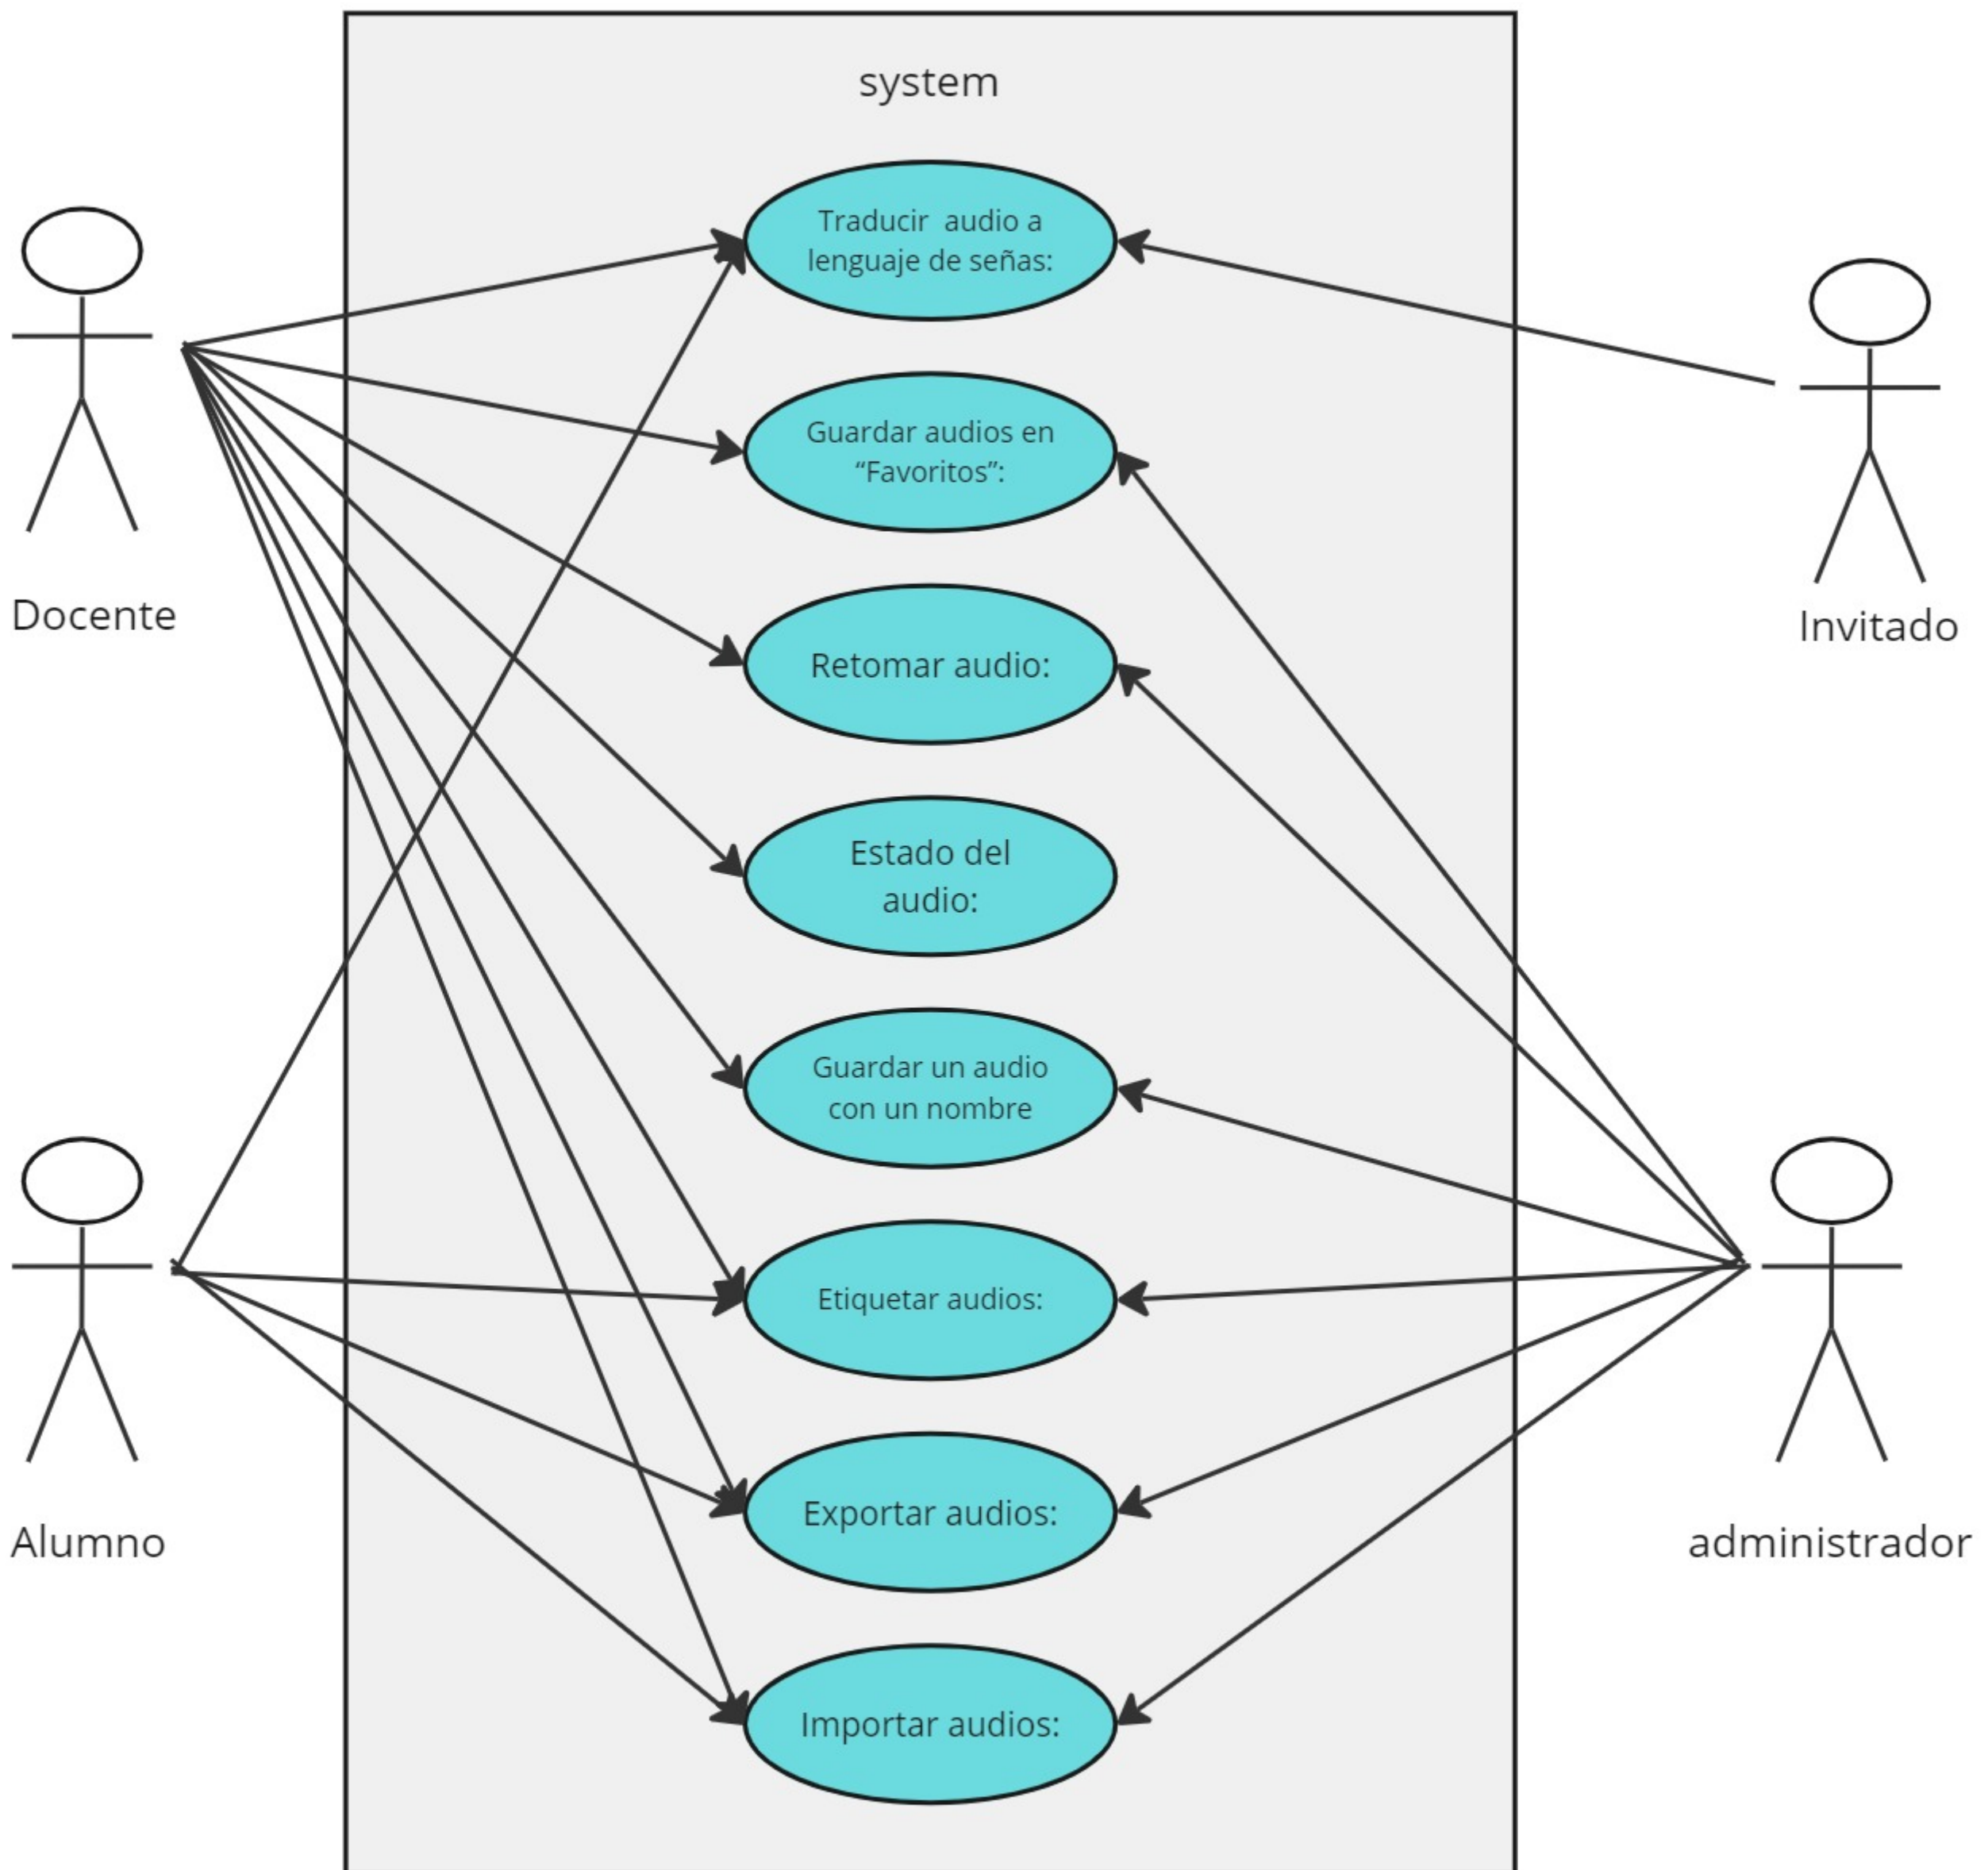 system
Traducir  audio a
lenguaje de señas:
Guardar audios en
“Favoritos”:
Docente
Invitado
Retomar audio:
Estado del
audio:
Guardar un audio
con un nombre
Etiquetar audios:
Exportar audios:
Alumno
administrador
Importar audios: